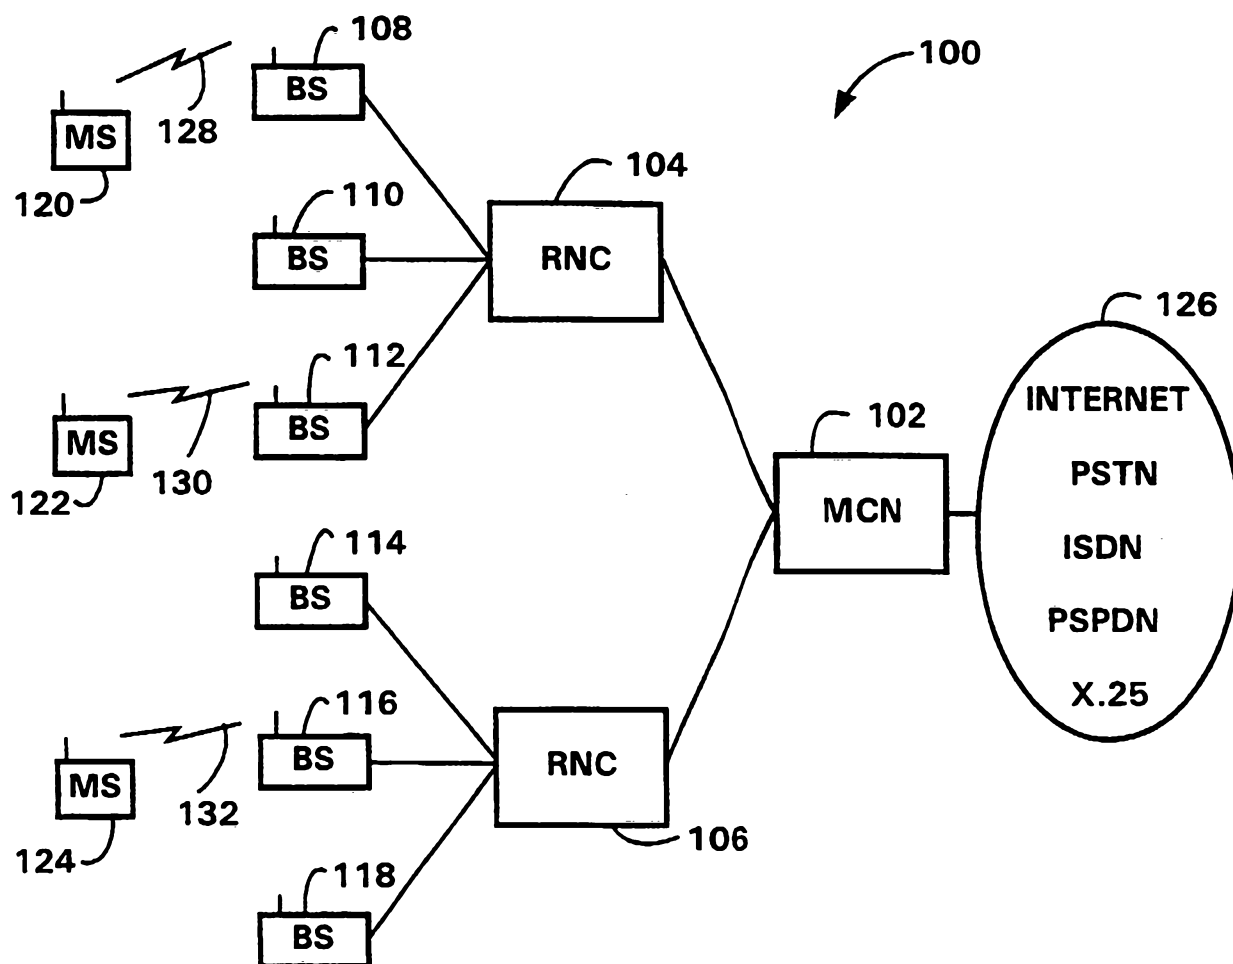 108
100
BS
MS
128
120
104
110
BS
RNC
126
112
INTERNET
102
BS
MS
130
122
PSTN
MCN
114
ISDN
BS
PSPDN
116
X.25
BS
RNC
MS
132
124
106
118
BS